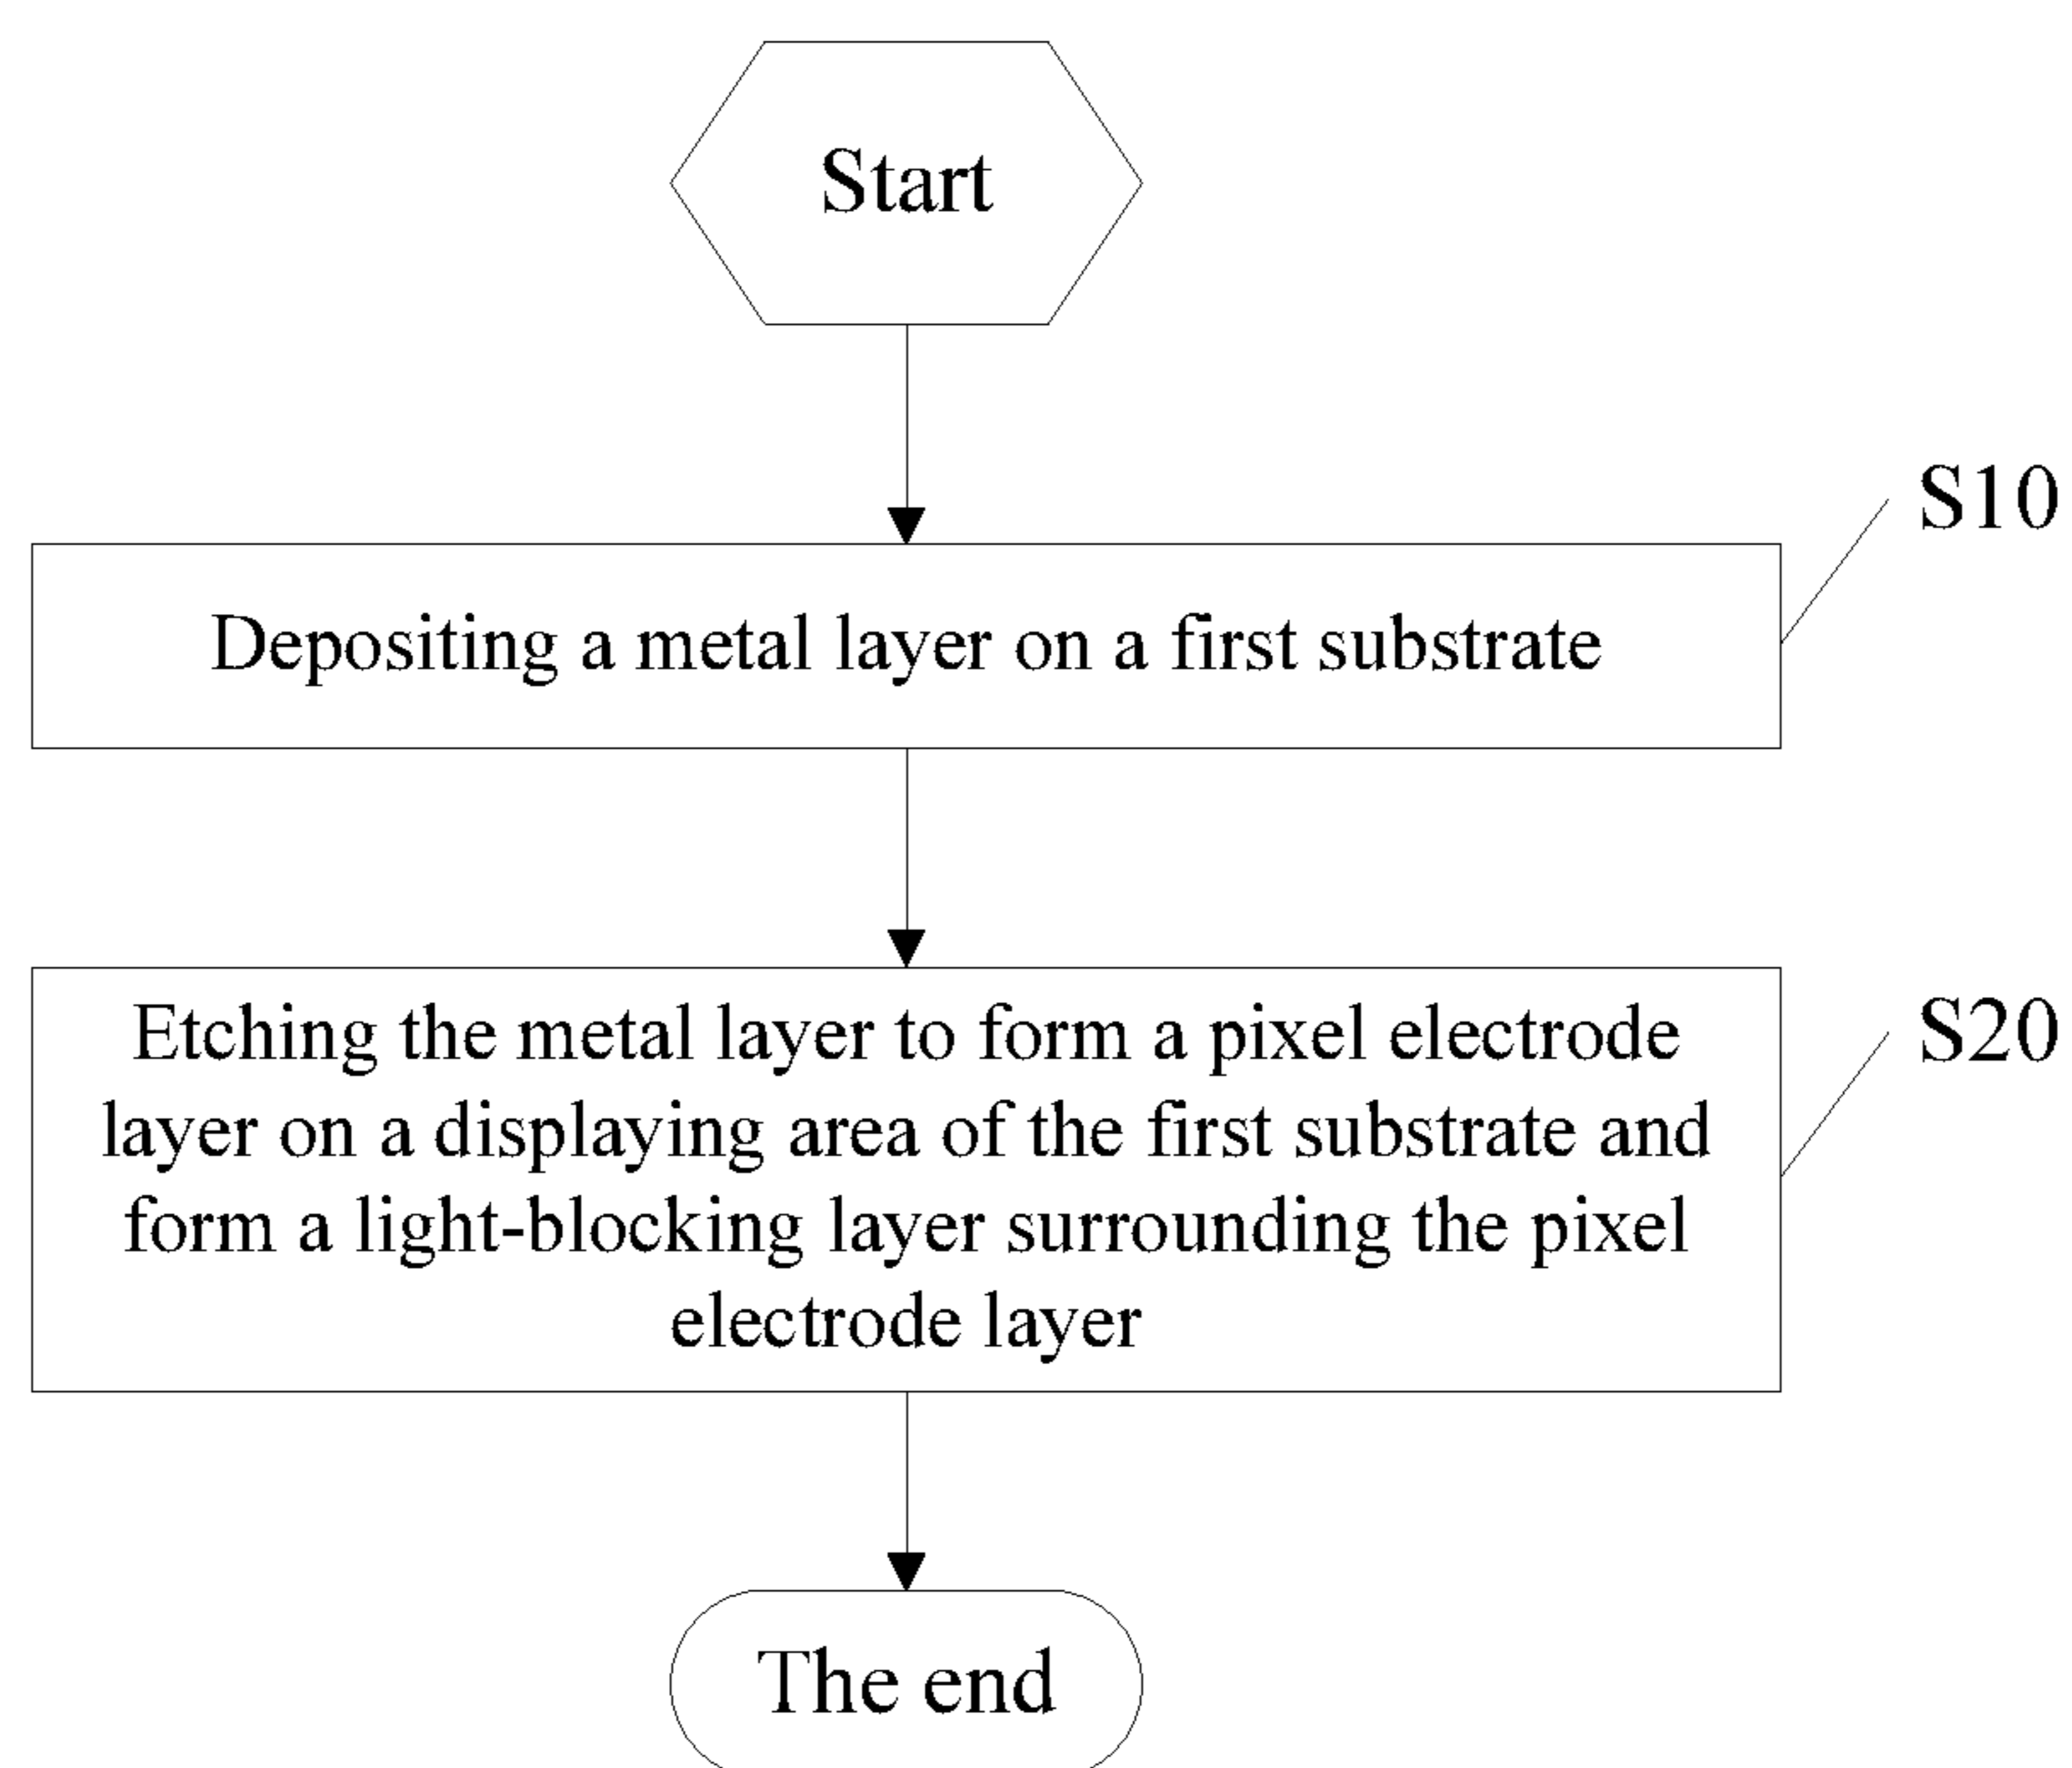 Start
S10
Depositing a metal layer on a first substrate
S20
Etching the metal layer to form a pixel electrode
layer on a displaying area of the first substrate and
form a light-blocking layer surrounding the pixel
electrode layer
The end